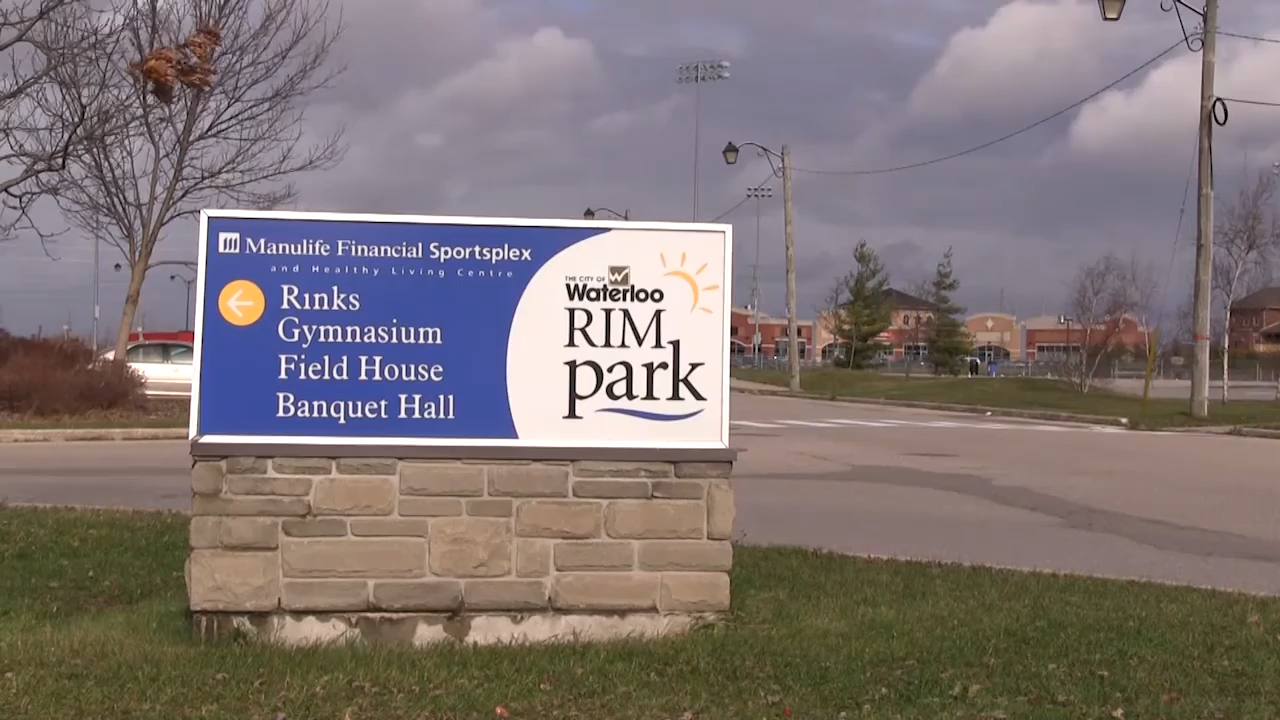 Manulife Financial Sportsplex
and Healthy Living Centre
Rinks
Gymnasium
Field House
Banquet Hall
THE CITY OF
Waterloo
RIM
park